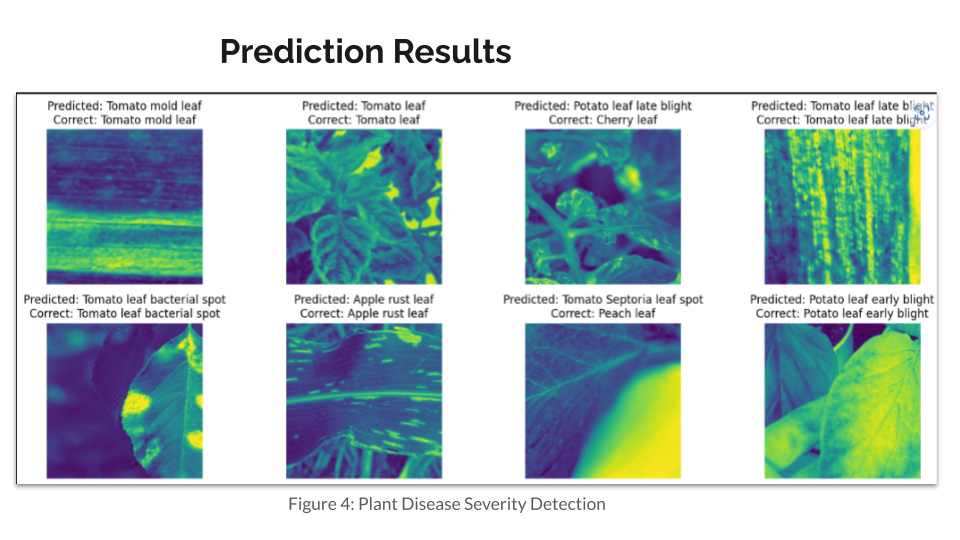 Prediction Results
Predicted: Tomato mold leaf
Correct: Tomato mold leaf
Predicted: Tomato leaf
Correct: Tomato leaf
Predicted: Potato leaf late blight
Correct: Cherry leaf
Predicted: Tomato leaf late blight
Correct: Tomato leaf late blight
Predicted: Tomato leaf bacterial spot
Correct: Tomato leaf bacterial spot
Predicted: Apple rust leaf
Correct: Apple rust leaf
Predicted: Tomato Septoria leaf spot
Correct: Peach leaf
Predicted: Potato leaf early blight
Correct: Potato leaf early blight
Figure 4: Plant Disease Severity Detection